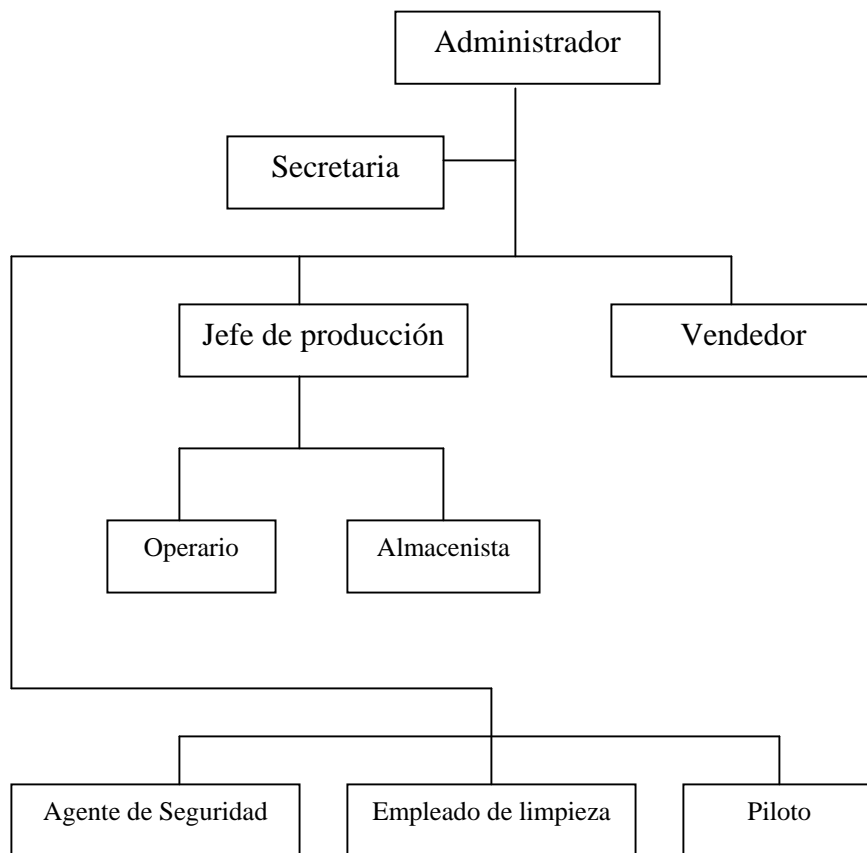 Administrador
Secretaria
Jefe de producción
Vendedor
Operario
Almacenista
Agente de Seguridad
Empleado de limpieza
Piloto